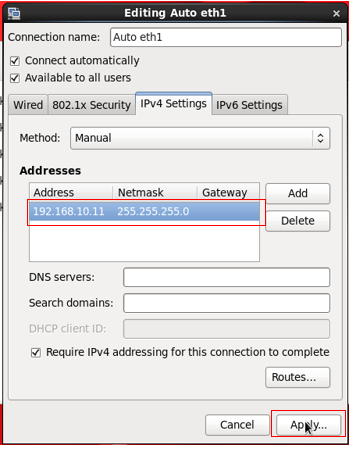 Editing Auto eth1
Connection name: Auto eth1
Connect automatically
Available to all users
Wired 802.1x Security IPv4 Settings IPv6 Settings
Method: Manual
Addresses
Address Netmask Gateway Add
192.168.10.11 255.255.255.0
Delete
DNS servers:
Search domains:
DHCP client ID:
Require IPv4 addressing for this connection to complete
Routes...
Cancel Apply...